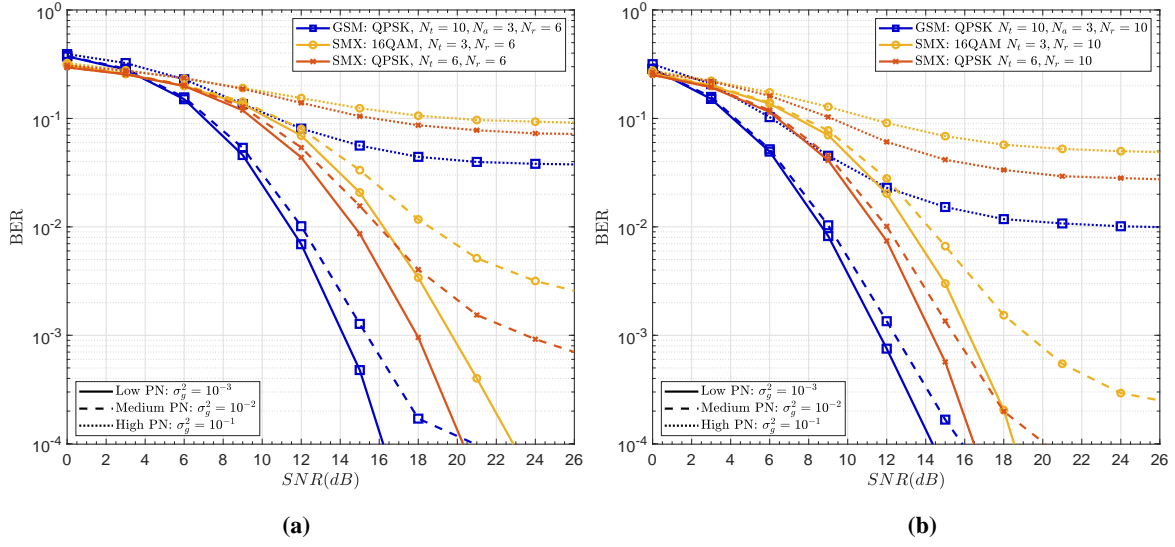 GSM: QPSK, N_t = 10, N_a = 3, N_r = 6
SMX: 16QAM, N_t = 3, N_r = 6
SMX: QPSK, N_t = 6, N_r = 6
10^0
10^{-1}
10^{-2}
10^{-3}
10^{-4}
BER
Low PN: σ_g^2 = 10^{-3}
Medium PN: σ_g^2 = 10^{-2}
High PN: σ_g^2 = 10^{-1}
0 2 4 6 8 10 12 14 16 18 20 22 24 26
SNR(dB)
(a)
GSM: QPSK N_t = 10, N_a = 3, N_r = 10
SMX: 16QAM N_t = 3, N_r = 10
SMX: QPSK N_t = 6, N_r = 10
10^0
10^{-1}
10^{-2}
10^{-3}
10^{-4}
BER
Low PN: σ_g^2 = 10^{-3}
Medium PN: σ_g^2 = 10^{-2}
High PN: σ_g^2 = 10^{-1}
0 2 4 6 8 10 12 14 16 18 20 22 24 26
SNR(dB)
(b)